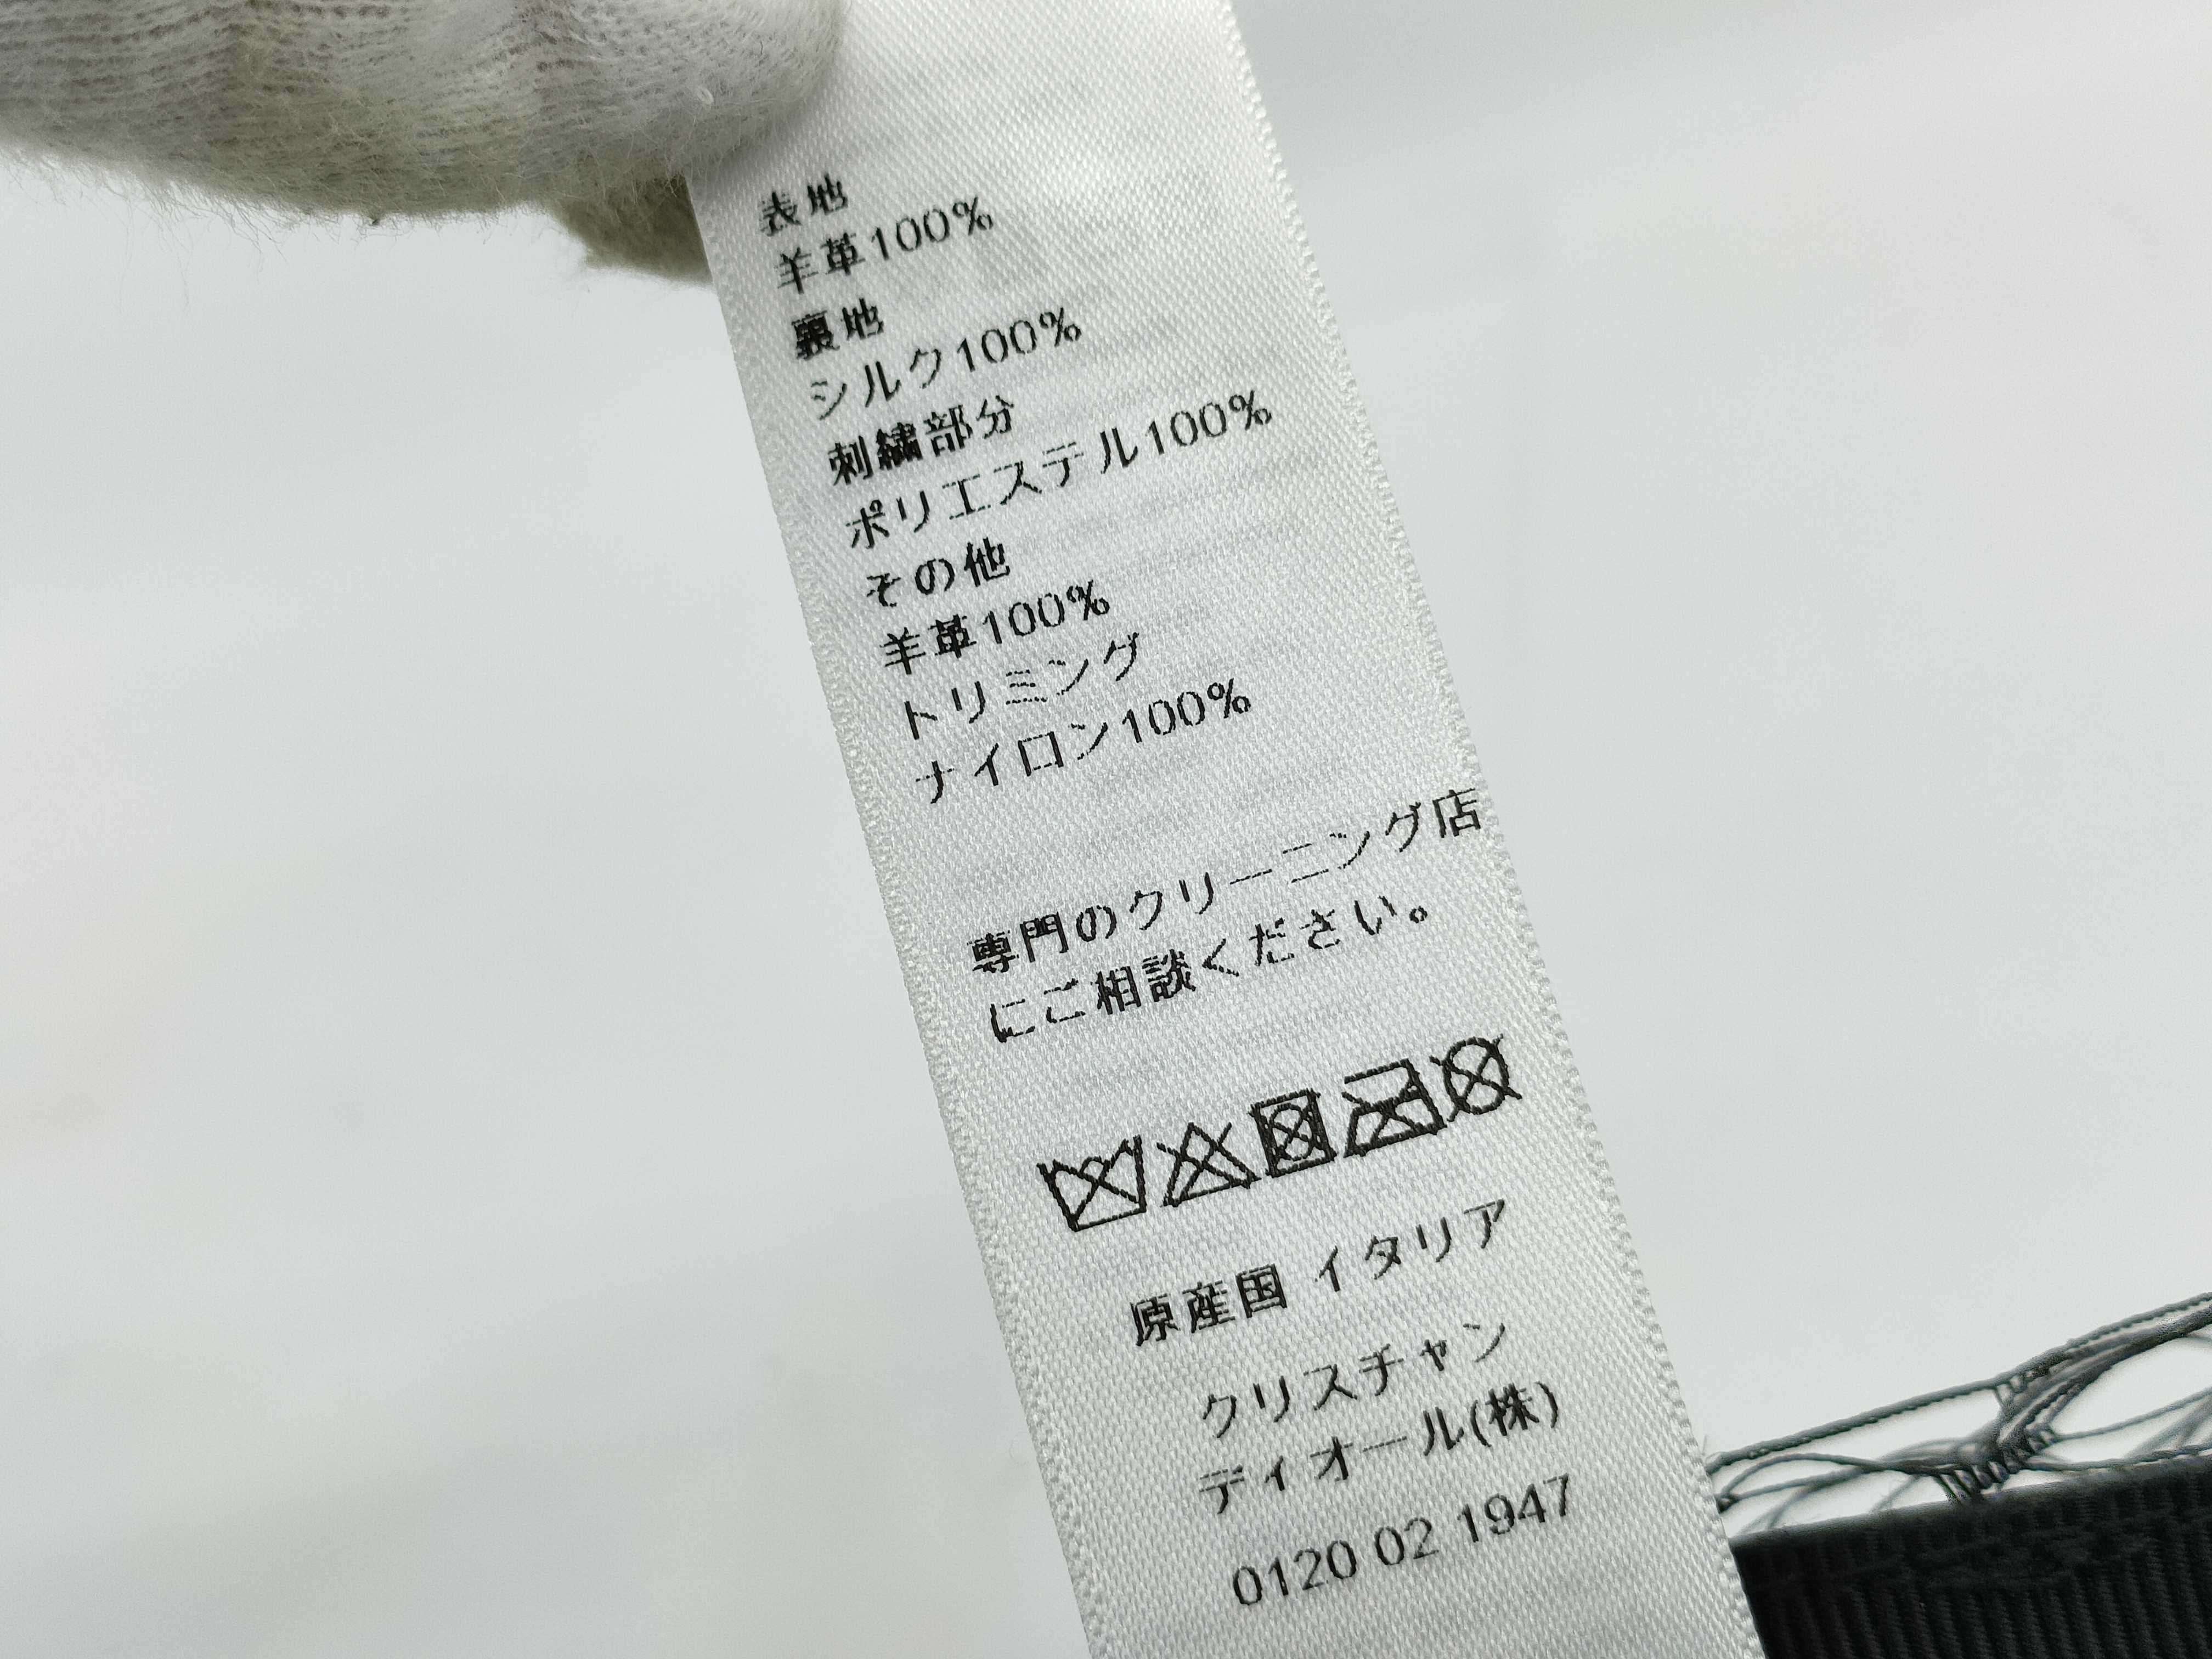 表地
羊革100%
裏地
シルク100%
刺繍部分
ポリエステル100%
その他
羊革100%
トリミング
ナイロン100%
専門のクリーニング店
にご相談ください。
原産国 イタリア
クリスチャン
ディオール(株)
0120 02 1947